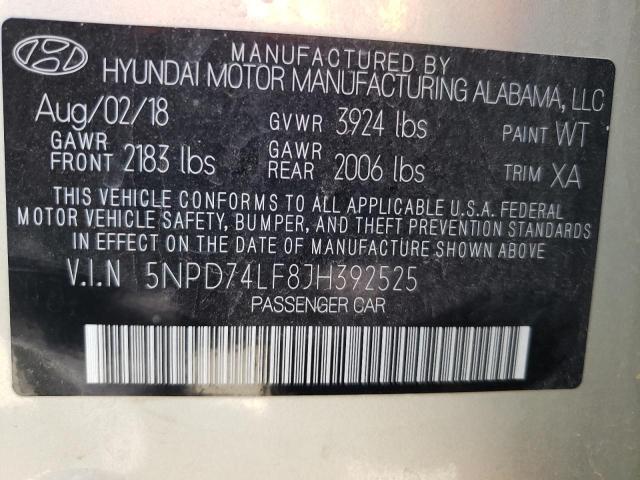 MANUFACTURED BY
HYUNDAI MOTOR MANUFACTURING ALABAMA, LLC
Aug/02/18 GVWR 3924 lbs PAINT WT
GAWR FRONT 2183 lbs GAWR REAR 2006 lbs TRIM XA
THIS VEHICLE CONFORMS TO ALL APPLICABLE U.S.A. FEDERAL
MOTOR VEHICLE SAFETY, BUMPER, AND THEFT PREVENTION STANDARDS
IN EFFECT ON THE DATE OF MANUFACTURE SHOWN ABOVE
V.I.N 5NPD74LF8JH392525
PASSENGER CAR